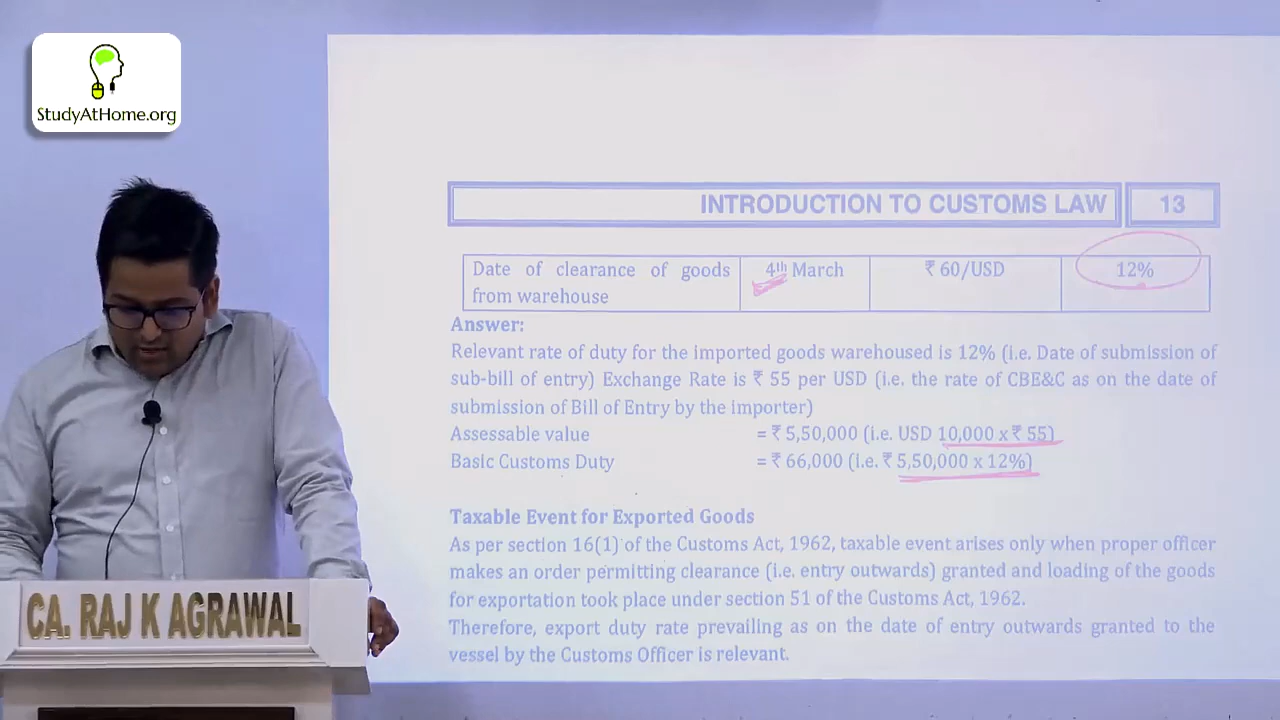 StudyAtHome.org
INTRODUCTION TO CUSTOMS LAW 13
Date of clearance of goods 4th March ₹ 60/USD 12%
from warehouse
Answer:
Relevant rate of duty for the imported goods warehoused is 12% (i.e. Date of submission of
sub-bill of entry) Exchange Rate is ₹ 55 per USD (i.e. the rate of CBE&C as on the date of
submission of Bill of Entry by the importer)
Assessable value = ₹ 5,50,000 (i.e. USD 10,000 x ₹ 55)
Basic Customs Duty = ₹ 66,000 (i.e. ₹ 5,50,000 x 12%)
Taxable Event for Exported Goods
As per section 16(1) of the Customs Act, 1962, taxable event arises only when proper officer
makes an order permitting clearance (i.e. entry outwards) granted and loading of the goods
for exportation took place under section 51 of the Customs Act, 1962.
Therefore, export duty rate prevailing as on the date of entry outwards granted to the
vessel by the Customs Officer is relevant.
CA. RAJ K AGRAWAL